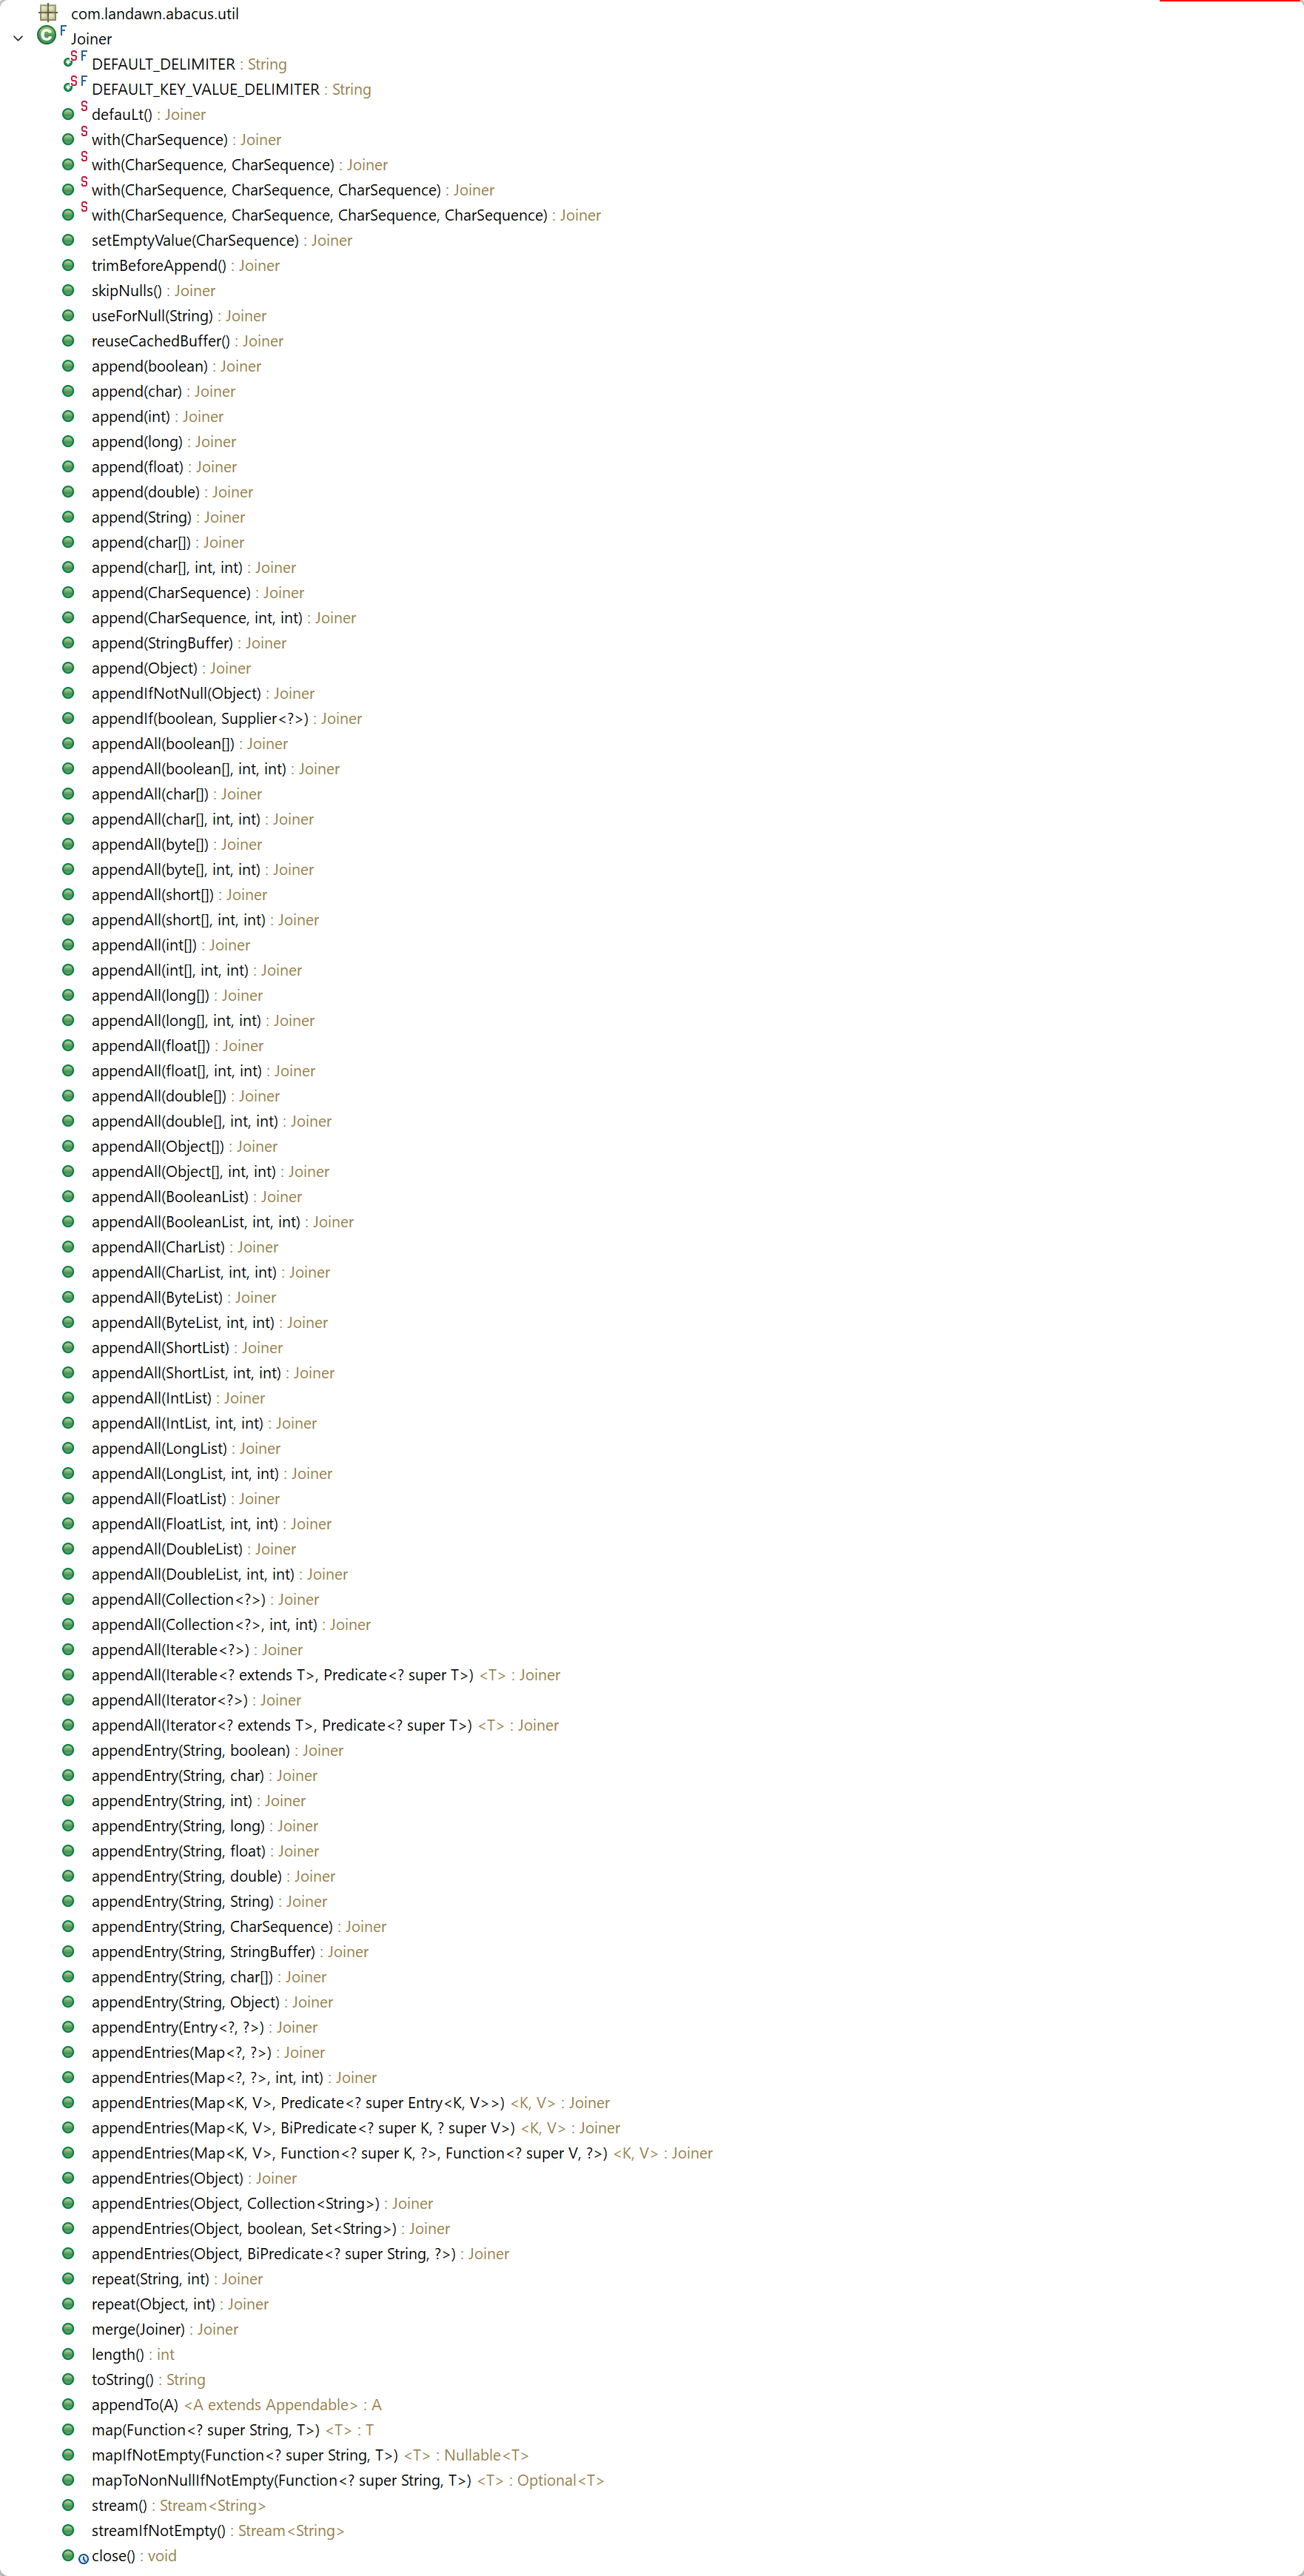 com.landawn.abacus.util
Joiner
DEFAULT_DELIMITER : String
DEFAULT_KEY_VALUE_DELIMITER : String
defauLt() : Joiner
with(CharSequence) : Joiner
with(CharSequence, CharSequence) : Joiner
with(CharSequence, CharSequence, CharSequence) : Joiner
with(CharSequence, CharSequence, CharSequence, CharSequence) : Joiner
setEmptyValue(CharSequence) : Joiner
trimBeforeAppend() : Joiner
skipNulls() : Joiner
useForNull(String) : Joiner
reuseCachedBuffer() : Joiner
append(boolean) : Joiner
append(char) : Joiner
append(int) : Joiner
append(long) : Joiner
append(float) : Joiner
append(double) : Joiner
append(String) : Joiner
append(char[]) : Joiner
append(char[], int, int) : Joiner
append(CharSequence) : Joiner
append(CharSequence, int, int) : Joiner
append(StringBuffer) : Joiner
append(Object) : Joiner
appendIfNotNull(Object) : Joiner
appendIf(boolean, Supplier<?>) : Joiner
appendAll(boolean[]) : Joiner
appendAll(boolean[], int, int) : Joiner
appendAll(char[]) : Joiner
appendAll(char[], int, int) : Joiner
appendAll(byte[]) : Joiner
appendAll(byte[], int, int) : Joiner
appendAll(short[]) : Joiner
appendAll(short[], int, int) : Joiner
appendAll(int[]) : Joiner
appendAll(int[], int, int) : Joiner
appendAll(long[]) : Joiner
appendAll(long[], int, int) : Joiner
appendAll(float[]) : Joiner
appendAll(float[], int, int) : Joiner
appendAll(double[]) : Joiner
appendAll(double[], int, int) : Joiner
appendAll(Object[]) : Joiner
appendAll(Object[], int, int) : Joiner
appendAll(BooleanList) : Joiner
appendAll(BooleanList, int, int) : Joiner
appendAll(CharList) : Joiner
appendAll(CharList, int, int) : Joiner
appendAll(ByteList) : Joiner
appendAll(ByteList, int, int) : Joiner
appendAll(ShortList) : Joiner
appendAll(ShortList, int, int) : Joiner
appendAll(IntList) : Joiner
appendAll(IntList, int, int) : Joiner
appendAll(LongList) : Joiner
appendAll(LongList, int, int) : Joiner
appendAll(FloatList) : Joiner
appendAll(FloatList, int, int) : Joiner
appendAll(DoubleList) : Joiner
appendAll(DoubleList, int, int) : Joiner
appendAll(Collection<?>) : Joiner
appendAll(Collection<?>, int, int) : Joiner
appendAll(Iterable<?>) : Joiner
appendAll(Iterable<? extends T>, Predicate<? super T>) <T> : Joiner
appendAll(Iterator<?>) : Joiner
appendAll(Iterator<? extends T>, Predicate<? super T>) <T> : Joiner
appendEntry(String, boolean) : Joiner
appendEntry(String, char) : Joiner
appendEntry(String, int) : Joiner
appendEntry(String, long) : Joiner
appendEntry(String, float) : Joiner
appendEntry(String, double) : Joiner
appendEntry(String, String) : Joiner
appendEntry(String, CharSequence) : Joiner
appendEntry(String, StringBuffer) : Joiner
appendEntry(String, char[]) : Joiner
appendEntry(String, Object) : Joiner
appendEntry(Entry<?, ?>) : Joiner
appendEntries(Map<?, ?>) : Joiner
appendEntries(Map<?, ?>, int, int) : Joiner
appendEntries(Map<K, V>, Predicate<? super Entry<K, V>>) <K, V> : Joiner
appendEntries(Map<K, V>, BiPredicate<? super K, ? super V>) <K, V> : Joiner
appendEntries(Map<K, V>, Function<? super K, ?>, Function<? super V, ?>) <K, V> : Joiner
appendEntries(Object) : Joiner
appendEntries(Object, Collection<String>) : Joiner
appendEntries(Object, boolean, Set<String>) : Joiner
appendEntries(Object, BiPredicate<? super String, ?>) : Joiner
repeat(String, int) : Joiner
repeat(Object, int) : Joiner
merge(Joiner) : Joiner
length() : int
toString() : String
appendTo(A) <A extends Appendable> : A
map(Function<? super String, T>) <T> : T
mapIfNotEmpty(Function<? super String, T>) <T> : Nullable<T>
mapToNonNullIfNotEmpty(Function<? super String, T>) <T> : Optional<T>
stream() : Stream<String>
streamIfNotEmpty() : Stream<String>
close() : void